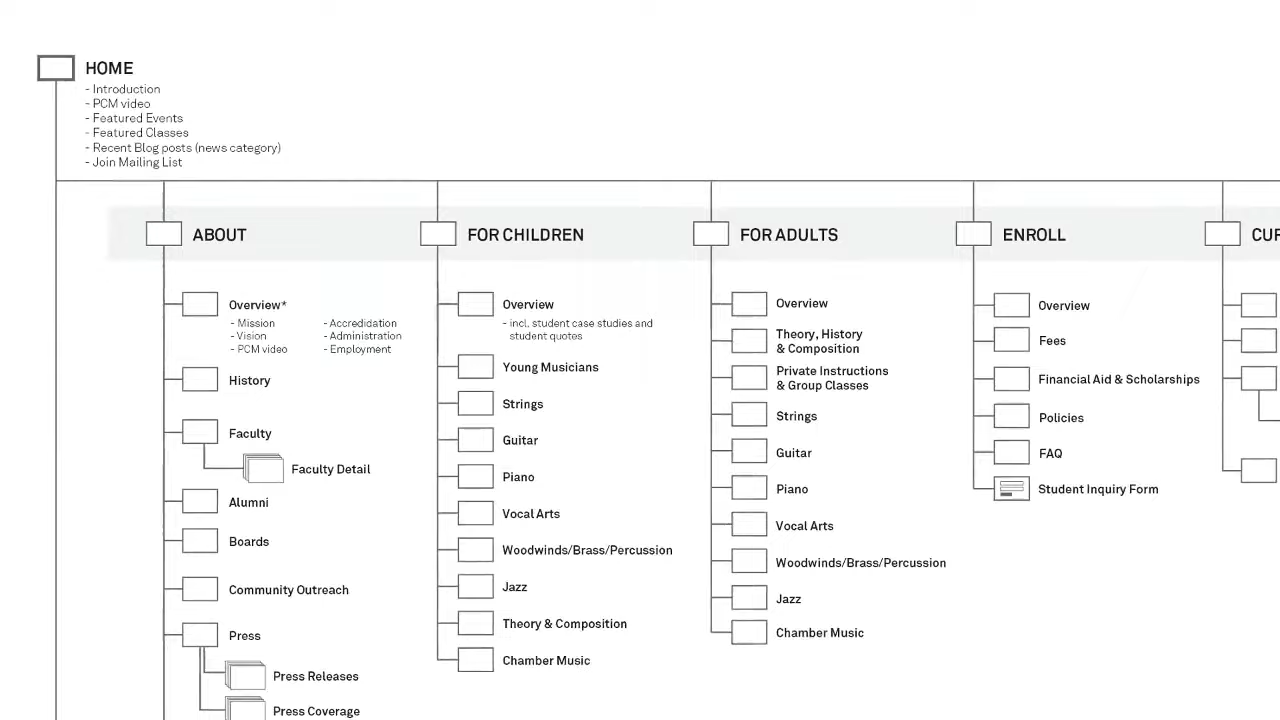 HOME
- Introduction
- PCM video
- Featured Events
- Featured Classes
- Recent Blog posts (news category)
- Join Mailing List
ABOUT
Overview*
- Mission
- Vision
- PCM video
- Accredidation
- Administration
- Employment
History
Faculty
Faculty Detail
Alumni
Boards
Community Outreach
Press
Press Releases
Press Coverage
FOR CHILDREN
Overview
- incl. student case studies and
student quotes
Young Musicians
Strings
Guitar
Piano
Vocal Arts
Woodwinds/Brass/Percussion
Jazz
Theory & Composition
Chamber Music
FOR ADULTS
Overview
Theory, History
& Composition
Private Instructions
& Group Classes
Strings
Guitar
Piano
Vocal Arts
Woodwinds/Brass/Percussion
Jazz
Chamber Music
ENROLL
Overview
Fees
Financial Aid & Scholarships
Policies
FAQ
Student Inquiry Form